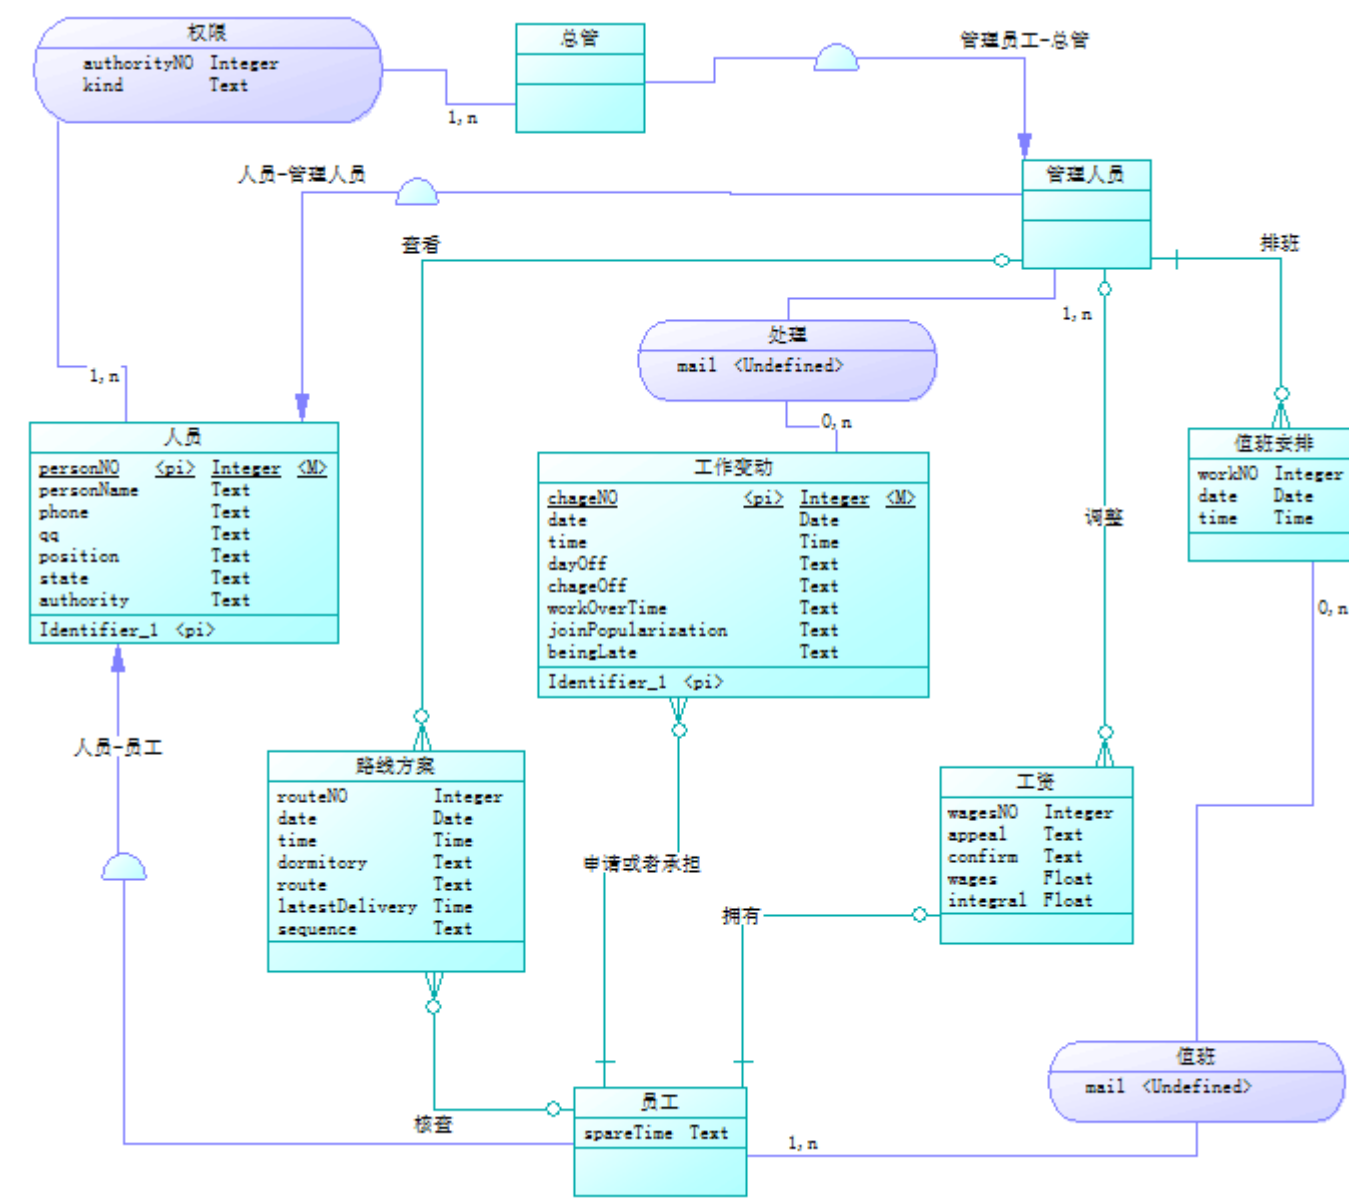 权限
authorityNO Integer
kind Text
总管
管理员工-总管
1,n
人员-管理人员
管理人员
查看
排班
1,n
处理
mail <Undefined>
0,n
1,n
人员
personNO <pi> Integer <M>
personName Text
phone Text
qq Text
position Text
state Text
authority Text
Identifier_1 <pi>
工作变动
chageNO <pi> Integer <M>
date Date
time Time
dayOff Text
chageOff Text
workOverTime Text
joinPopularization Text
beingLate Text
Identifier_1 <pi>
值班安排
workNO Integer
date Date
time Time
调整
0,n
人员-员工
路线方案
routeNO Integer
date Date
time Time
dormitory Text
route Text
latestDelivery Time
sequence Text
工资
wagesNO Integer
appeal Text
confirm Text
wages Float
integral Float
申请或者承担
拥有
值班
mail <Undefined>
核查
员工
spareTime Text
1,n